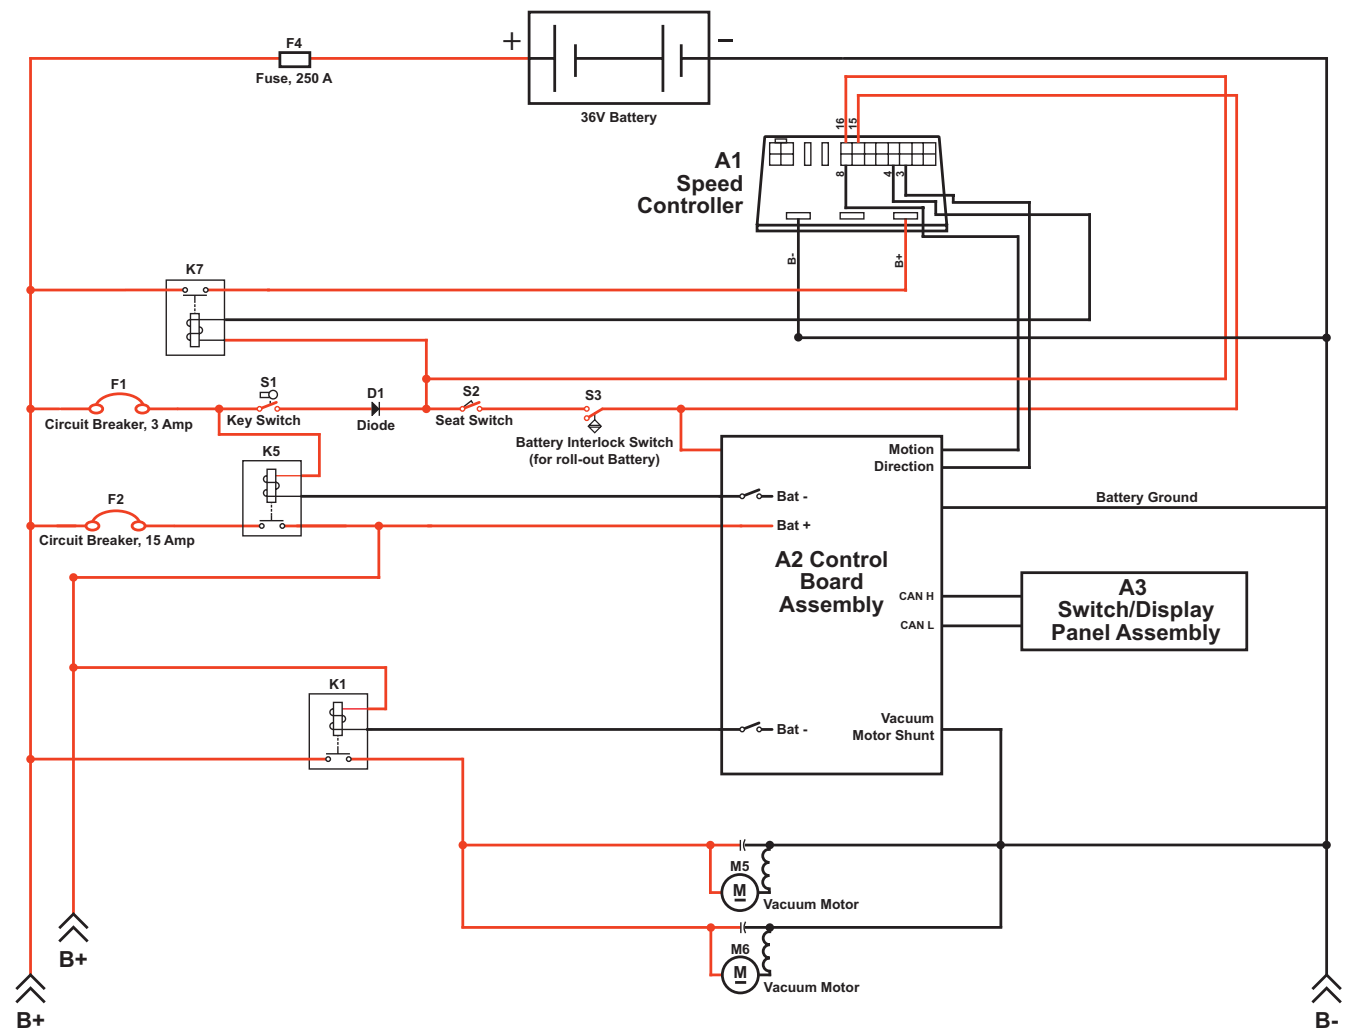 F4
Fuse, 250 A
+
−
36V Battery
16
15
A1
Speed
Controller
8
4
3
B-
B+
K7
F1
Circuit Breaker, 3 Amp
S1
Key Switch
D1
Diode
S2
Seat Switch
S3
Battery Interlock Switch
(for roll-out Battery)
K5
F2
Circuit Breaker, 15 Amp
Motion
Direction
Bat -
Bat +
Battery Ground
A2 Control
Board
Assembly
CAN H
CAN L
A3
Switch/Display
Panel Assembly
K1
Bat -
Vacuum
Motor Shunt
M5
M
Vacuum Motor
M6
M
Vacuum Motor
B+
B+
B-